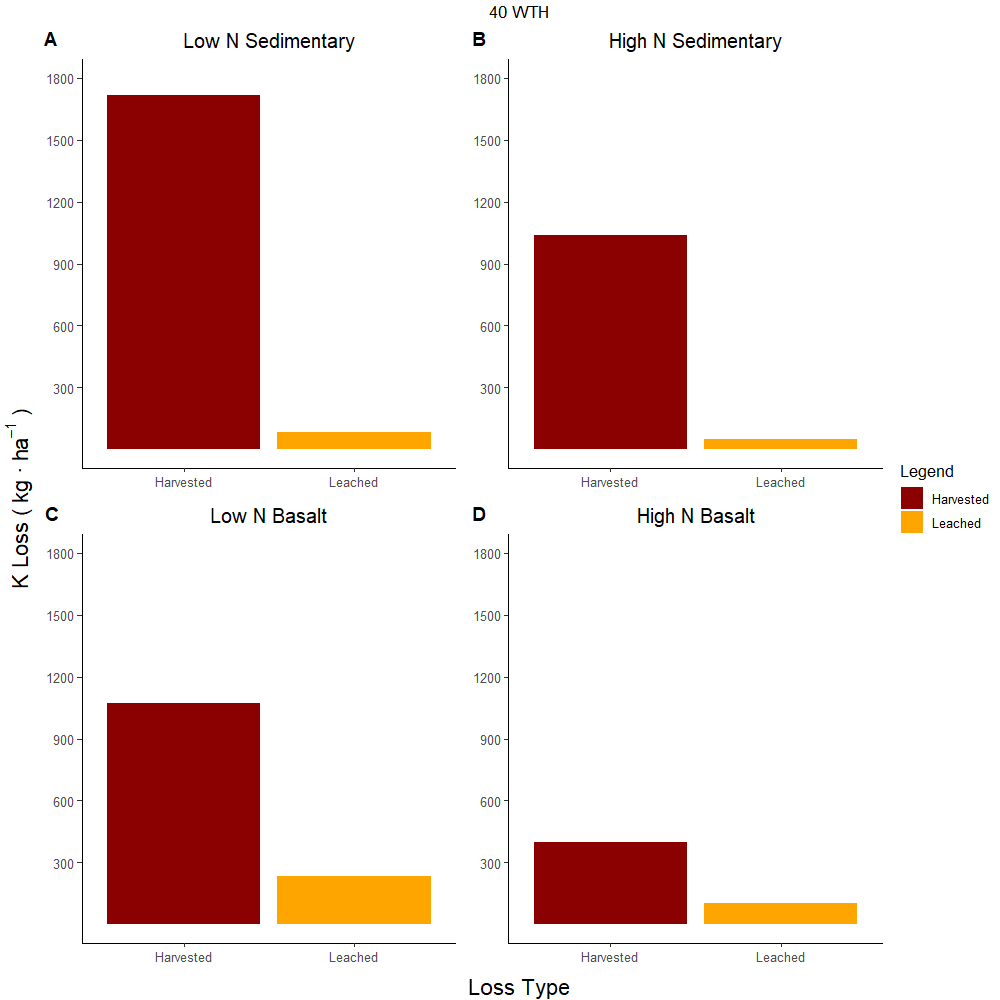 40 WTH
A
Low N Sedimentary
1800
1500
1200
900
600
300
Harvested Leached
B
High N Sedimentary
1800
1500
1200
900
600
300
Harvested Leached
K Loss ( kg · ha⁻¹ )
C
Low N Basalt
1800
1500
1200
900
600
300
Harvested Leached
D
High N Basalt
1800
1500
1200
900
600
300
Harvested Leached
Loss Type
Legend
Harvested
Leached